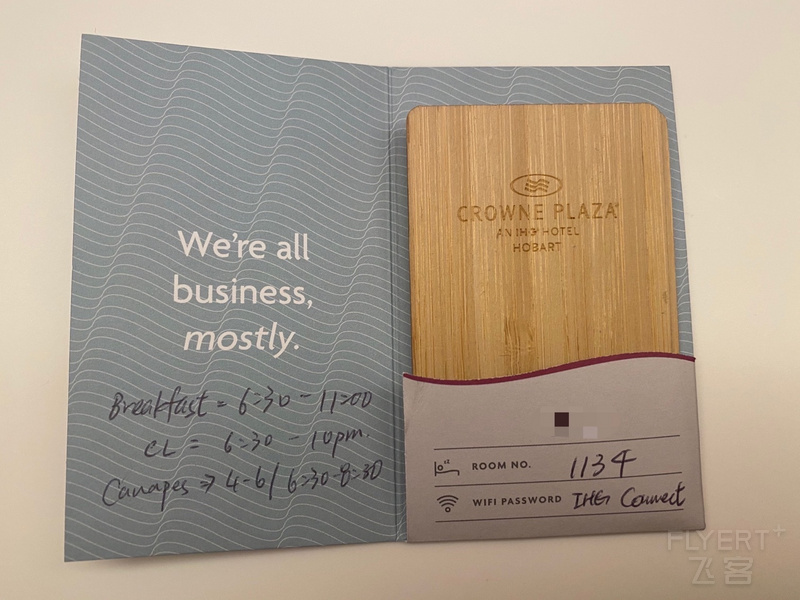 We're all
business,
mostly.
Breakfast = 6:30 - 11:00
CL = 6:30 - 10pm.
Canapes => 4-6 / 6:30-8:30
CROWNE PLAZA
AN IHG HOTEL
HOBART
ROOM NO. 1134
WIFI PASSWORD IHG Connect
FLYERT+
飞客